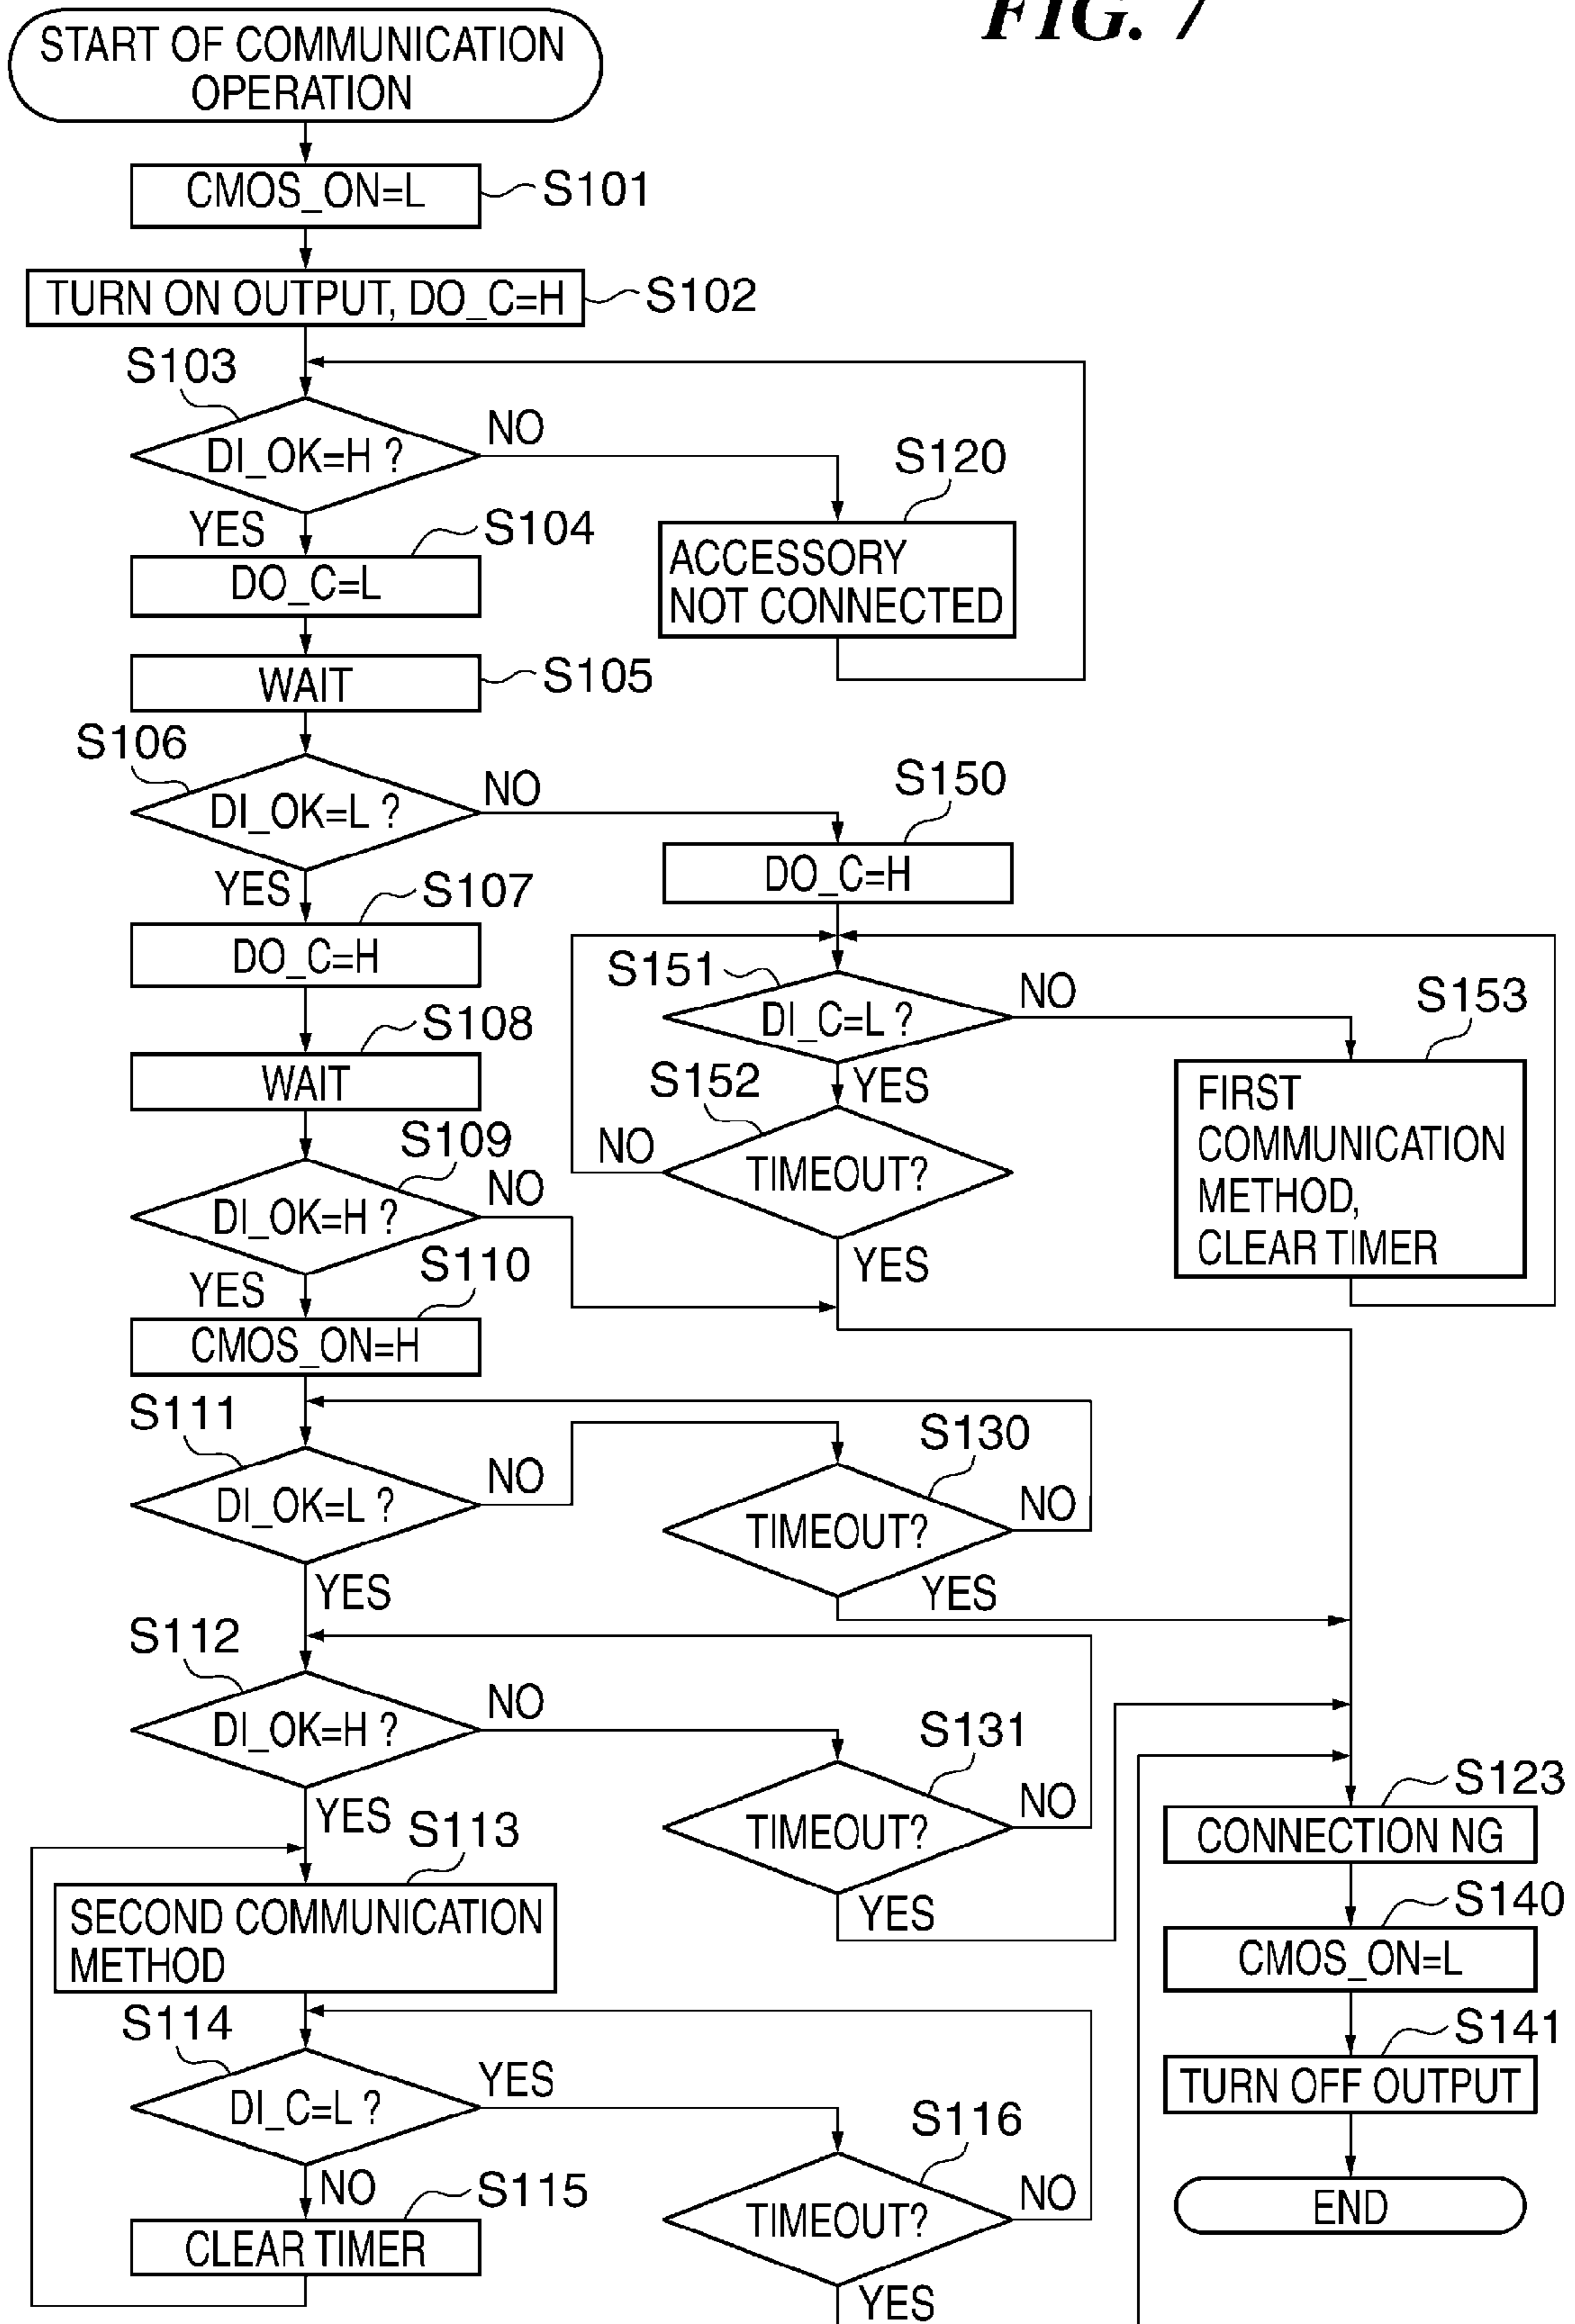 FIG. 7
START OF COMMUNICATION
OPERATION
CMOS_ON=L
S101
TURN ON OUTPUT, DO_C=H
S102
S103
DI_OK=H ?
NO
YES
S120
ACCESSORY
NOT CONNECTED
S104
DO_C=L
WAIT
S105
S106
DI_OK=L ?
NO
YES
S150
DO_C=H
S107
DO_C=H
S151
DI_C=L ?
NO
YES
S153
FIRST
COMMUNICATION
METHOD,
CLEAR TIMER
S108
WAIT
S152
TIMEOUT?
NO
YES
S109
DI_OK=H ?
NO
YES
S110
CMOS_ON=H
S111
DI_OK=L ?
NO
YES
S130
TIMEOUT?
NO
YES
S112
DI_OK=H ?
NO
YES
S131
TIMEOUT?
NO
YES
S113
SECOND COMMUNICATION
METHOD
S123
CONNECTION NG
S140
CMOS_ON=L
S141
TURN OFF OUTPUT
END
S114
DI_C=L ?
YES
NO
S116
TIMEOUT?
NO
YES
S115
CLEAR TIMER